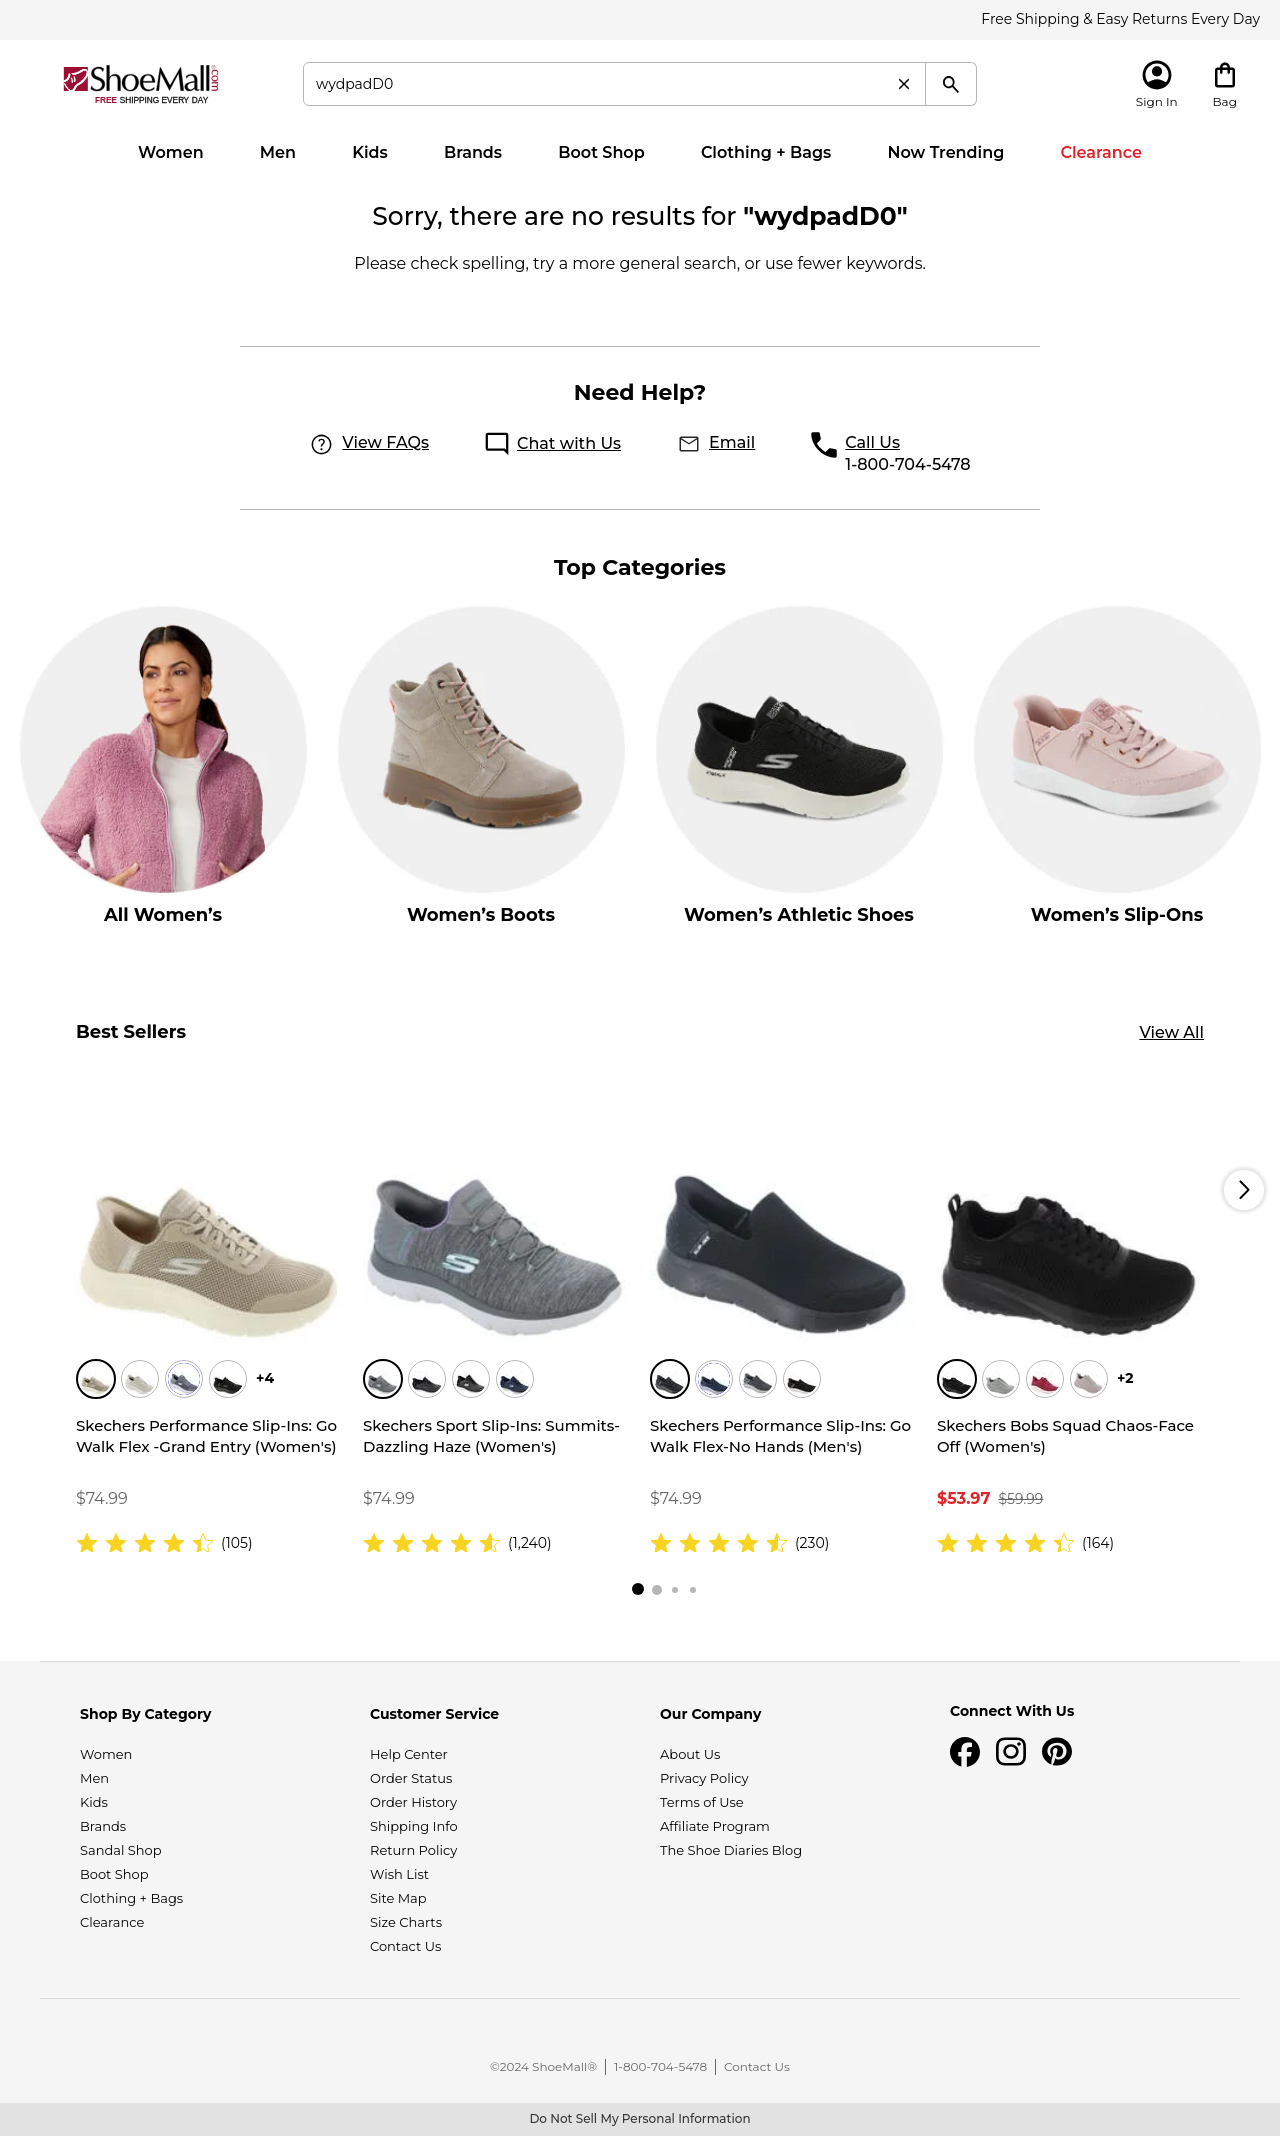 Free Shipping & Easy Returns Every Day
ShoeMall.com
FREE SHIPPING EVERY DAY
wydpadD0
Sign In
Bag
Women Men Kids Brands Boot Shop Clothing + Bags Now Trending Clearance
Sorry, there are no results for "wydpadD0"
Please check spelling, try a more general search, or use fewer keywords.
Need Help?
View FAQs Chat with Us Email Call Us
1-800-704-5478
Top Categories
All Women’s
Women’s Boots
Women’s Athletic Shoes
Women’s Slip-Ons
Best Sellers
View All
+4
Skechers Performance Slip-Ins: Go
Walk Flex -Grand Entry (Women's)
$74.99
(105)
Skechers Sport Slip-Ins: Summits-
Dazzling Haze (Women's)
$74.99
(1,240)
Skechers Performance Slip-Ins: Go
Walk Flex-No Hands (Men's)
$74.99
(230)
+2
Skechers Bobs Squad Chaos-Face
Off (Women's)
$53.97 $59.99
(164)
Shop By Category
Women
Men
Kids
Brands
Sandal Shop
Boot Shop
Clothing + Bags
Clearance
Customer Service
Help Center
Order Status
Order History
Shipping Info
Return Policy
Wish List
Site Map
Size Charts
Contact Us
Our Company
About Us
Privacy Policy
Terms of Use
Affiliate Program
The Shoe Diaries Blog
Connect With Us
©2024 ShoeMall® 1-800-704-5478 Contact Us
Do Not Sell My Personal Information